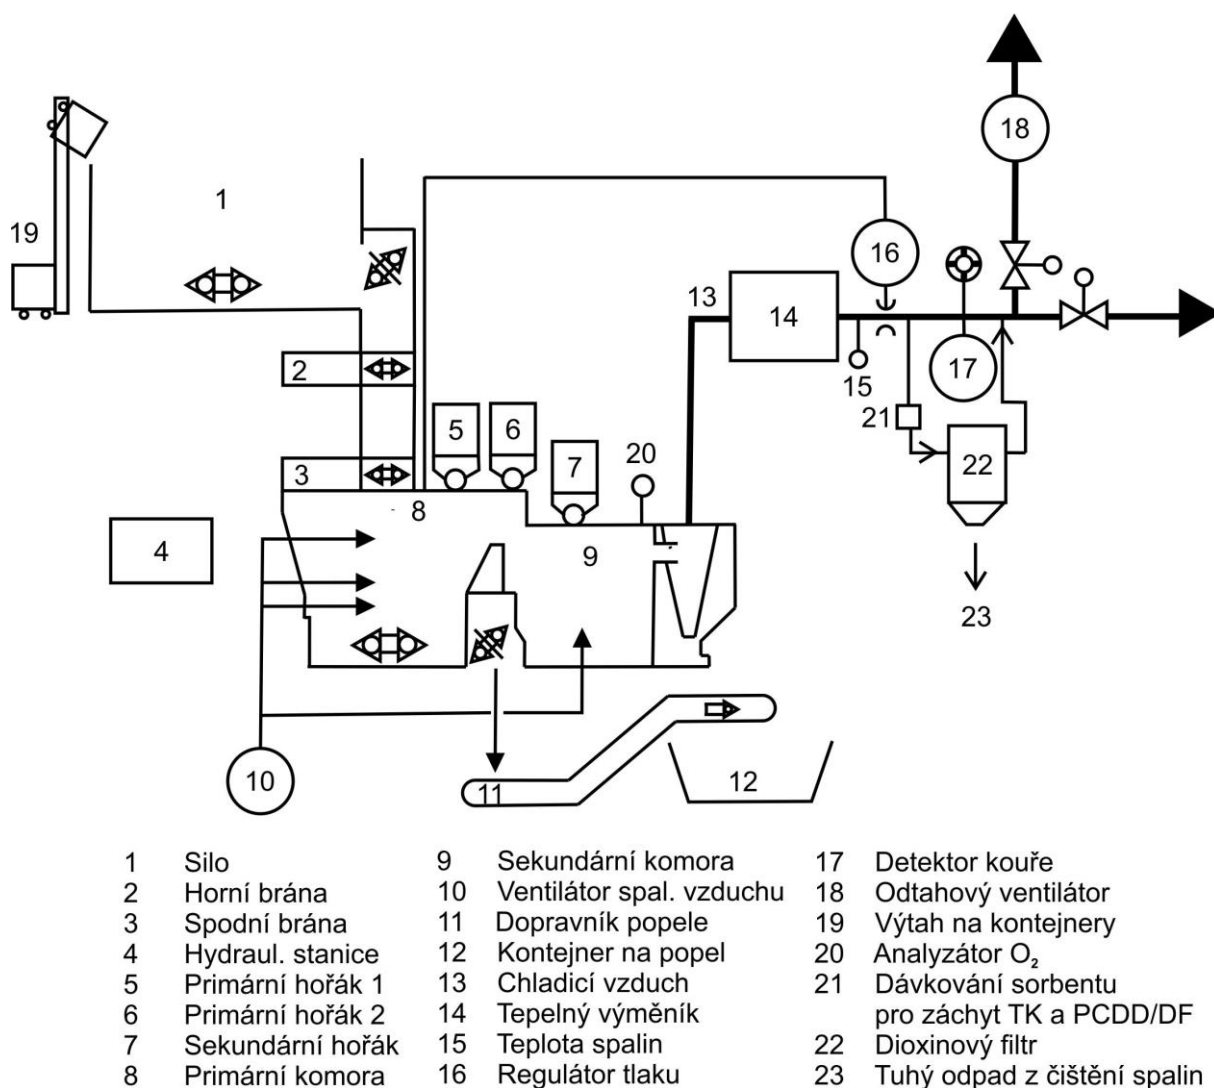 18
1
19
16
13
14
2
15
17
5
6
21
20
3
7
22
8
4
9
23
10
11
12
1 Silo
2 Horní brána
3 Spodní brána
4 Hydraul. stanice
5 Primární hořák 1
6 Primární hořák 2
7 Sekundární hořák
8 Primární komora
9 Sekundární komora
10 Ventilátor spal. vzduchu
11 Dopravník popele
12 Kontejner na popel
13 Chladicí vzduch
14 Tepelný výměník
15 Teplota spalin
16 Regulátor tlaku
17 Detektor kouře
18 Odtahový ventilátor
19 Výtah na kontejnery
20 Analyzátor O₂
21 Dávkování sorbentu
pro záchyt TK a PCDD/DF
22 Dioxinový filtr
23 Tuhý odpad z čištění spalin